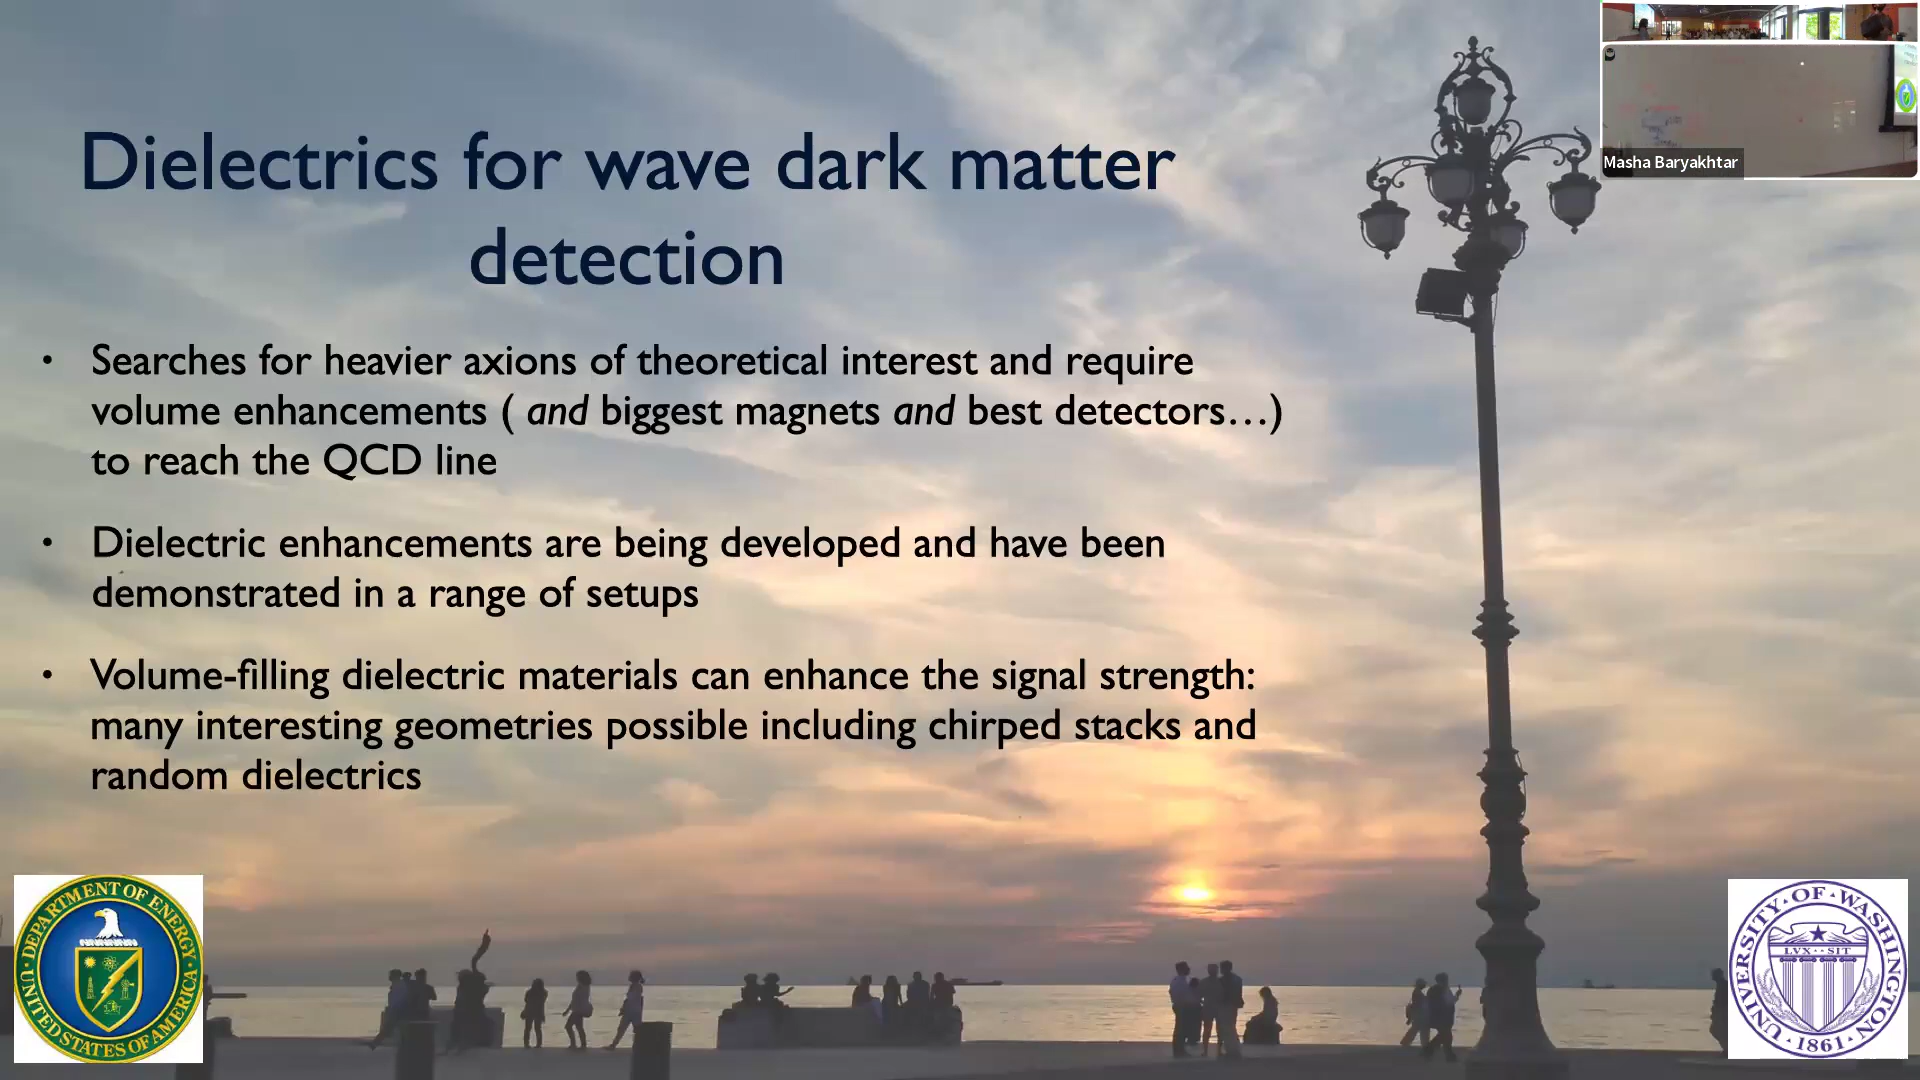 Dielectrics for wave dark matter
detection
Masha Baryakhtar
• Searches for heavier axions of theoretical interest and require
volume enhancements ( and biggest magnets and best detectors…)
to reach the QCD line
• Dielectric enhancements are being developed and have been
demonstrated in a range of setups
• Volume-filling dielectric materials can enhance the signal strength:
many interesting geometries possible including chirped stacks and
random dielectrics
DEPARTMENT OF ENERGY
UNITED STATES OF AMERICA
UNIVERSITY · OF · WASHINGTON
LVX · SIT
· 1861 ·